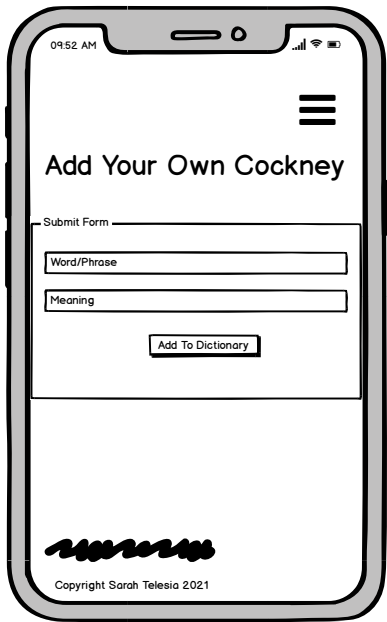 09:52 AM
Add Your Own Cockney
Submit Form
Word/Phrase
Meaning
Add To Dictionary
Copyright Sarah Telesia 2021